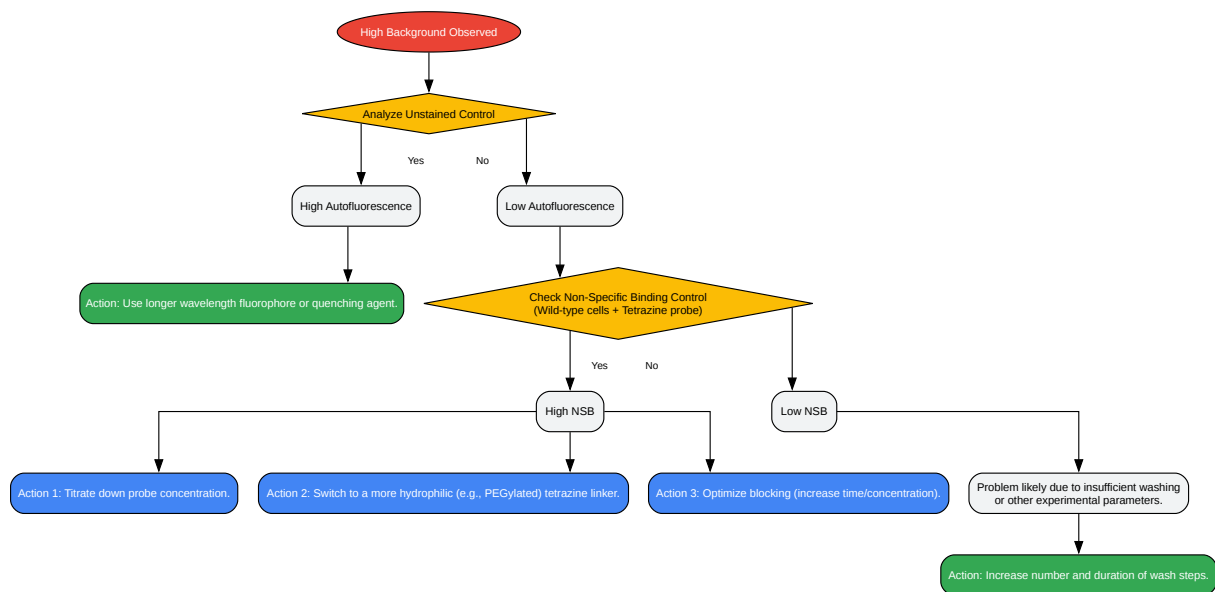 High Background Observed
Analyze Unstained Control
Yes
No
High Autofluorescence
Low Autofluorescence
Action: Use longer wavelength fluorophore or quenching agent.
Check Non-Specific Binding Control
(Wild-type cells + Tetrazine probe)
Yes
No
High NSB
Low NSB
Action 1: Titrate down probe concentration.
Action 2: Switch to a more hydrophilic (e.g., PEGylated) tetrazine linker.
Action 3: Optimize blocking (increase time/concentration).
Problem likely due to insufficient washing
or other experimental parameters.
Action: Increase number and duration of wash steps.